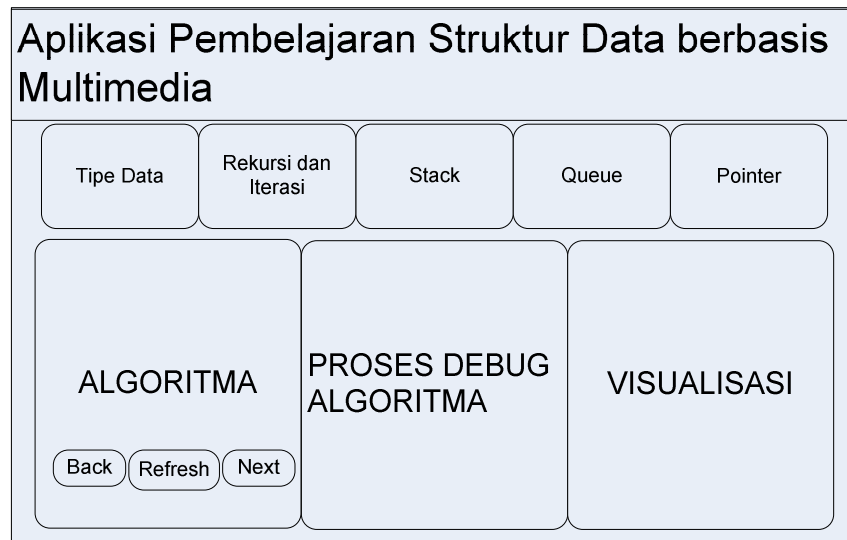 Aplikasi Pembelajaran Struktur Data berbasis
Multimedia
Tipe Data
Rekursi dan
Iterasi
Stack
Queue
Pointer
ALGORITMA
Back
Refresh
Next
PROSES DEBUG
ALGORITMA
VISUALISASI